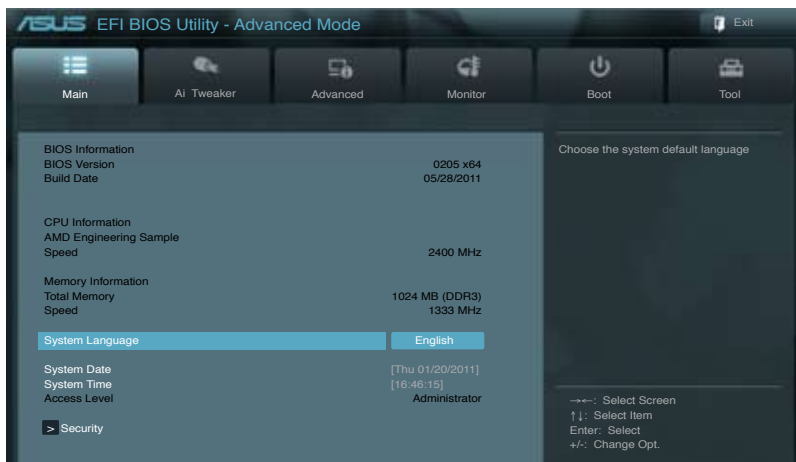 ASUS EFI BIOS Utility - Advanced Mode
Exit
Main
Ai Tweaker
Advanced
Monitor
Boot
Tool
BIOS Information
BIOS Version 0205 x64
Build Date 05/28/2011
CPU Information
AMD Engineering Sample
Speed 2400 MHz
Memory Information
Total Memory 1024 MB (DDR3)
Speed 1333 MHz
System Language English
System Date [Thu 01/20/2011]
System Time [16:46:15]
Access Level Administrator
> Security
Choose the system default language
→←: Select Screen
↑↓: Select Item
Enter: Select
+/-: Change Opt.